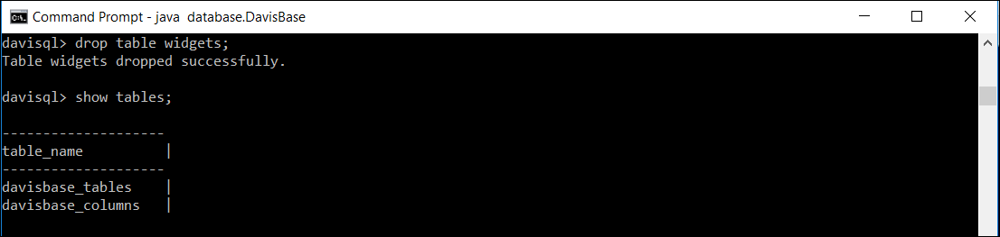 Command Prompt - java  database.DavisBase
davisql> drop table widgets;
Table widgets dropped successfully.
davisql> show tables;
--------------------
table_name          |
--------------------
davisbase_tables    |
davisbase_columns   |